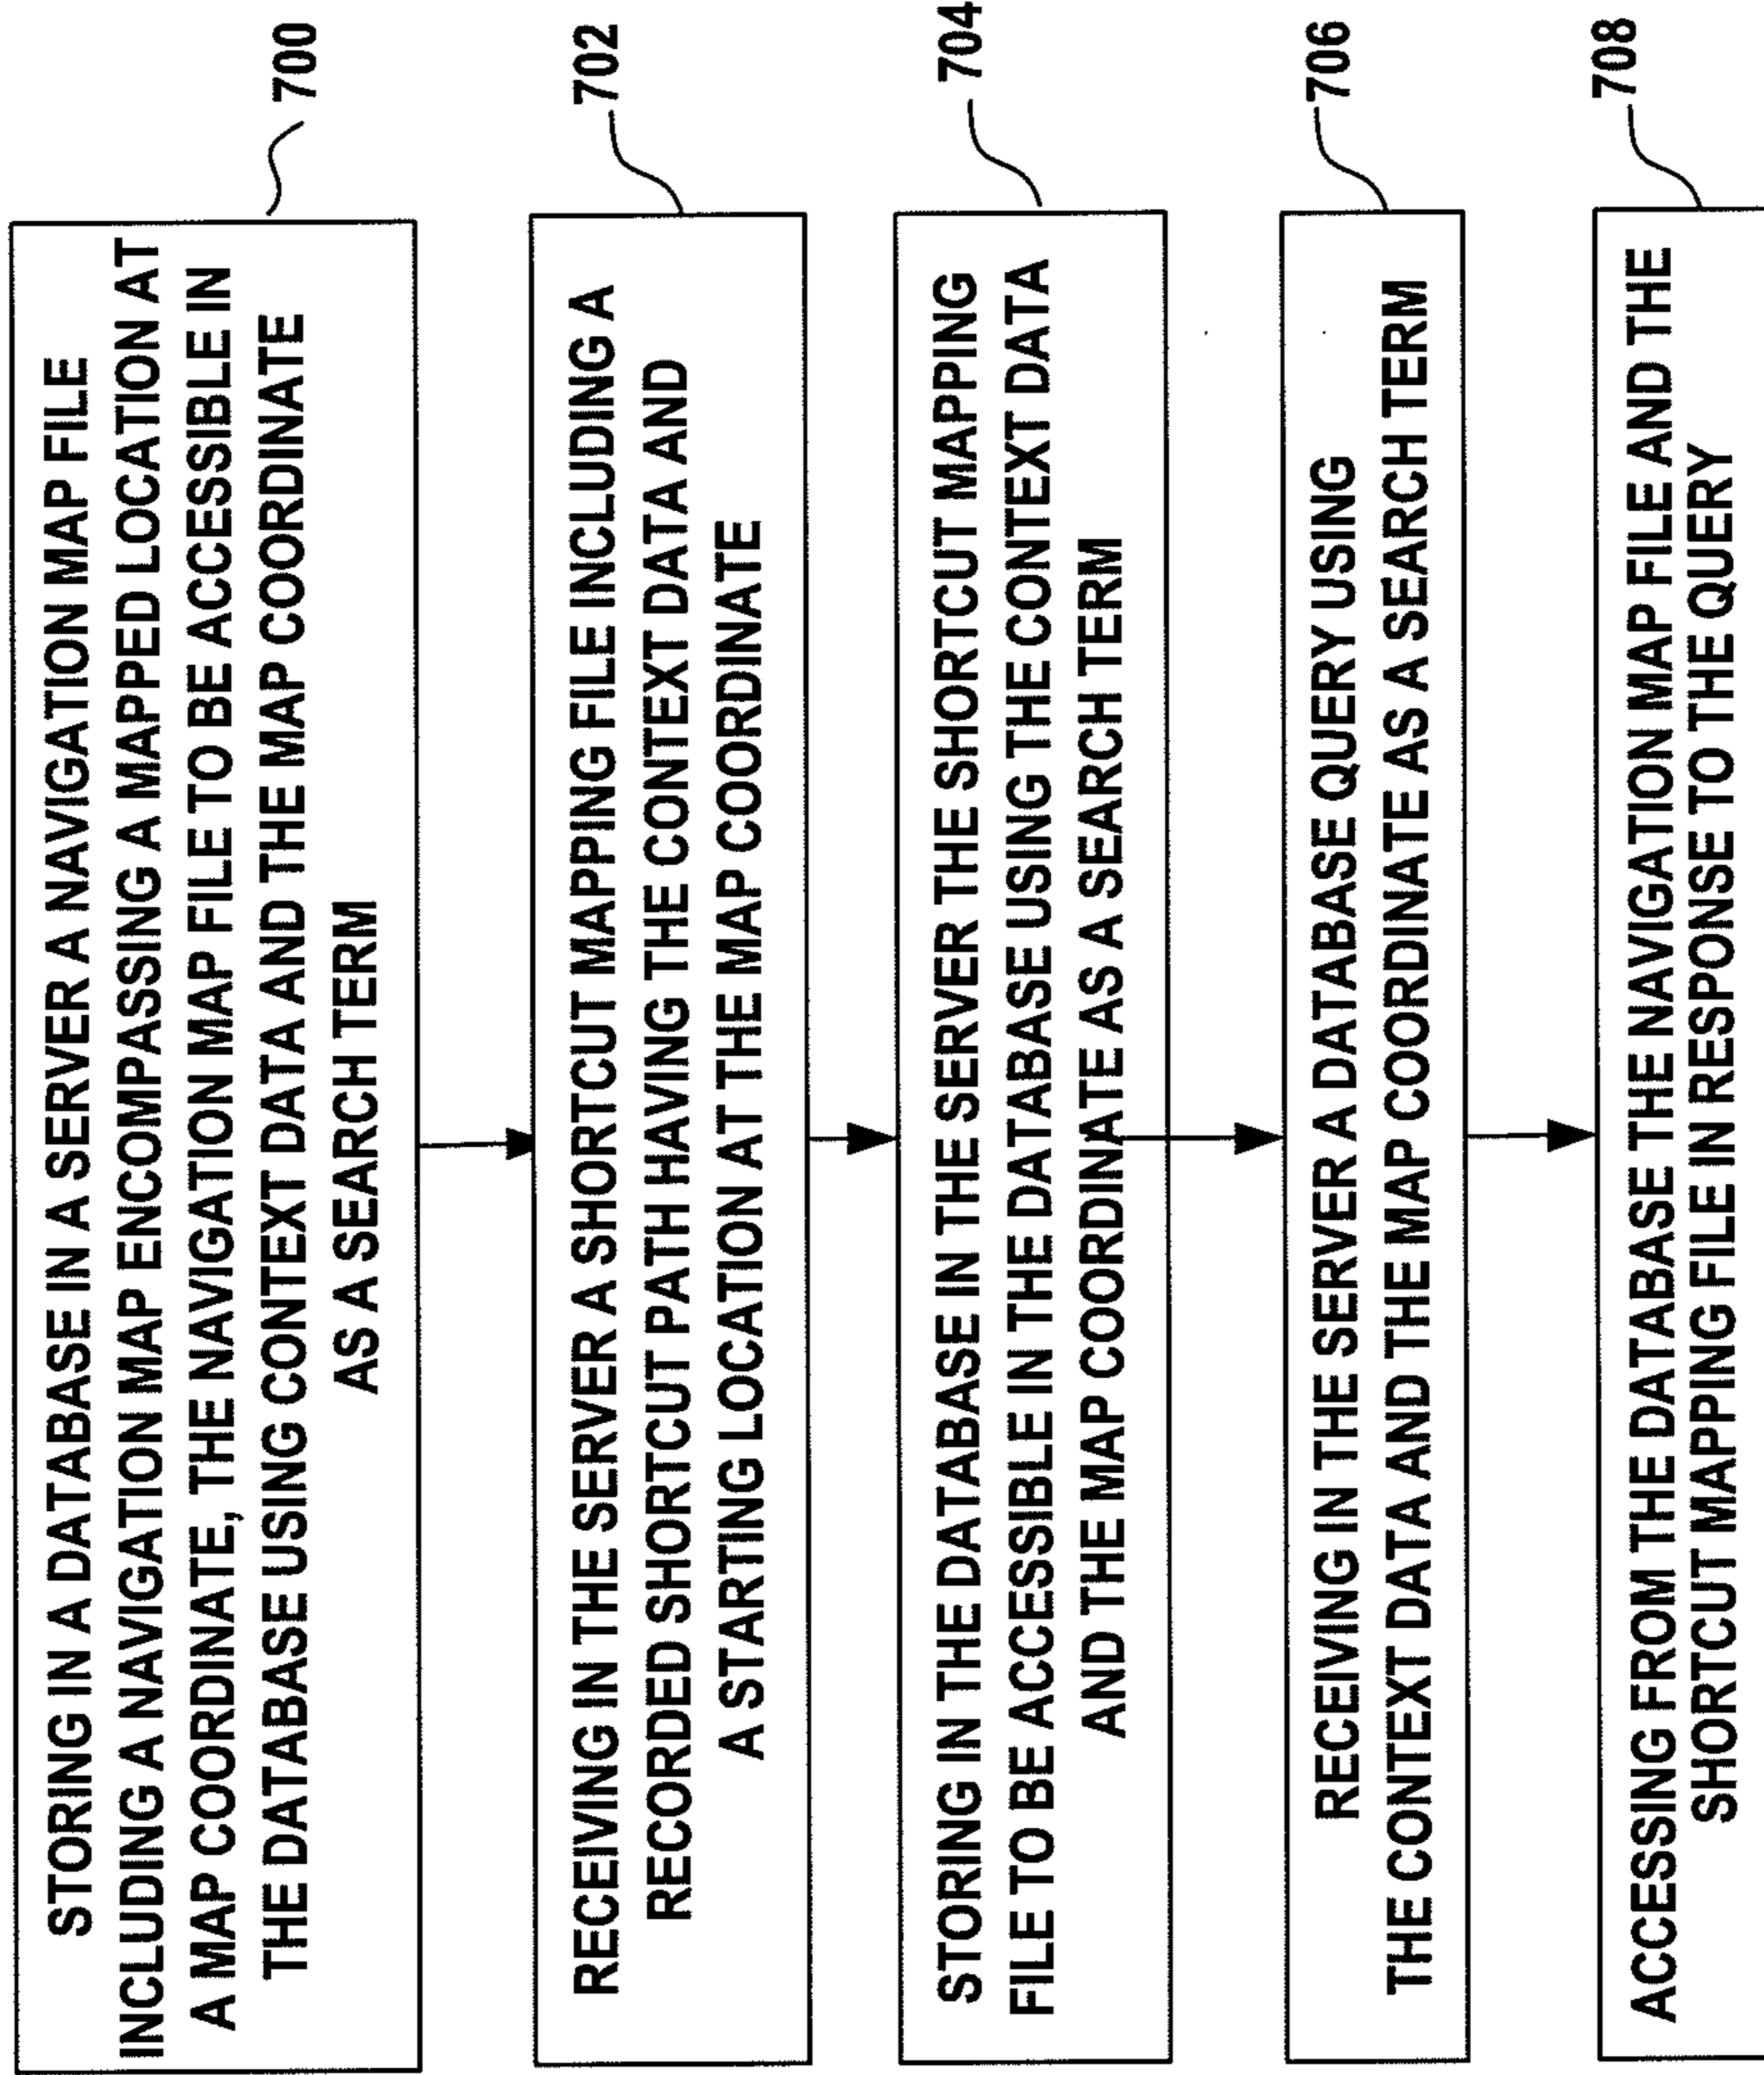 STORING IN A DATABASE IN A SERVER A NAVIGATION MAP FILE
INCLUDING A NAVIGATION MAP ENCOMPASSING A MAPPED LOCATION AT
A MAP COORDINATE, THE NAVIGATION MAP FILE TO BE ACCESSIBLE IN
THE DATABASE USING CONTEXT DATA AND THE MAP COORDINATE
AS A SEARCH TERM
700
RECEIVING IN THE SERVER A SHORTCUT MAPPING FILE INCLUDING A
RECORDED SHORTCUT PATH HAVING THE CONTEXT DATA AND
A STARTING LOCATION AT THE MAP COORDINATE
702
STORING IN THE DATABASE IN THE SERVER THE SHORTCUT MAPPING
FILE TO BE ACCESSIBLE IN THE DATABASE USING THE CONTEXT DATA
AND THE MAP COORDINATE AS A SEARCH TERM
704
RECEIVING IN THE SERVER A DATABASE QUERY USING
THE CONTEXT DATA AND THE MAP COORDINATE AS A SEARCH TERM
706
ACCESSING FROM THE DATABASE THE NAVIGATION MAP FILE AND THE
SHORTCUT MAPPING FILE IN RESPONSE TO THE QUERY
708